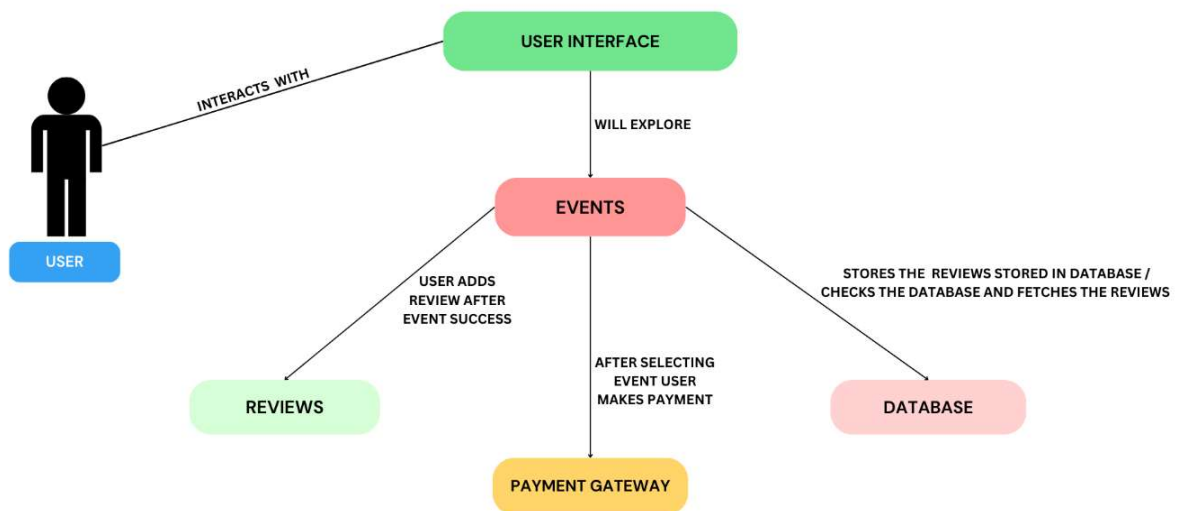 USER INTERFACE
INTERACTS WITH
WILL EXPLORE
EVENTS
USER
USER ADDS
REVIEW AFTER
EVENT SUCCESS
STORES THE REVIEWS STORED IN DATABASE /
CHECKS THE DATABASE AND FETCHES THE REVIEWS
AFTER SELECTING
EVENT USER
MAKES PAYMENT
REVIEWS
DATABASE
PAYMENT GATEWAY